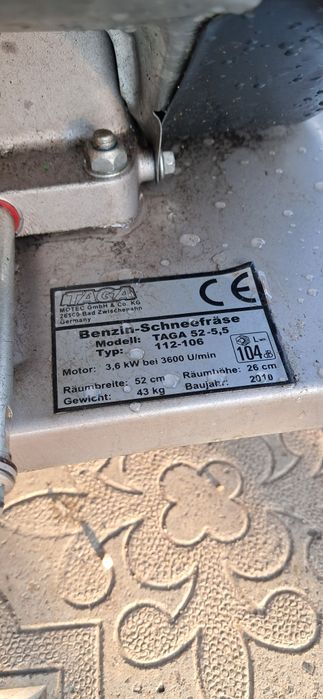 TAGA
MOTEC GmbH & Co. KG
26160 Bad Zwischenahn
Germany
CE
Benzin-Schneefräse
Modell: TAGA 52-5,5
Typ: 112-106
Motor: 3,6 kW bei 3600 U/min
Räumbreite: 52 cm Räumhöhe: 26 cm
Gewicht: 43 kg Baujahr: 2010
LWA
104 dB